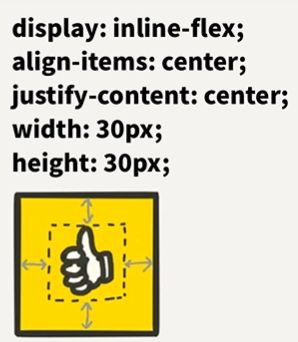 display: inline-flex;
align-items: center;
justify-content: center;
width: 30px;
height: 30px;